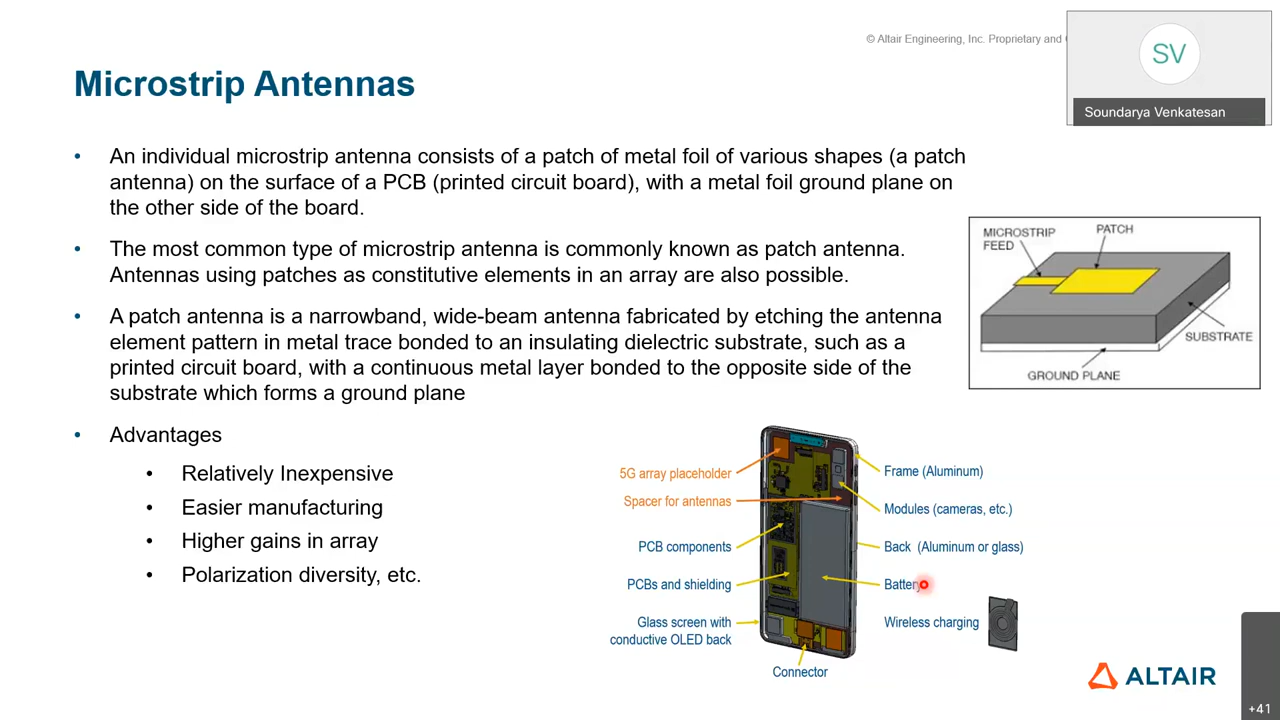 © Altair Engineering, Inc. Proprietary and
SV
Soundarya Venkatesan
Microstrip Antennas
• An individual microstrip antenna consists of a patch of metal foil of various shapes (a patch
antenna) on the surface of a PCB (printed circuit board), with a metal foil ground plane on
the other side of the board.
• The most common type of microstrip antenna is commonly known as patch antenna.
Antennas using patches as constitutive elements in an array are also possible.
• A patch antenna is a narrowband, wide-beam antenna fabricated by etching the antenna
element pattern in metal trace bonded to an insulating dielectric substrate, such as a
printed circuit board, with a continuous metal layer bonded to the opposite side of the
substrate which forms a ground plane
• Advantages
• Relatively Inexpensive
• Easier manufacturing
• Higher gains in array
• Polarization diversity, etc.
MICROSTRIP
FEED
PATCH
SUBSTRATE
GROUND PLANE
5G array placeholder
Spacer for antennas
PCB components
PCBs and shielding
Glass screen with
conductive OLED back
Connector
Frame (Aluminum)
Modules (cameras, etc.)
Back (Aluminum or glass)
Battery
Wireless charging
ALTAIR
+41